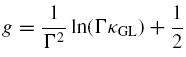 g = \frac{1}{\Gamma^2} \ln(\Gamma \kappa_{\mathrm{GL}}) + \frac{1}{2}